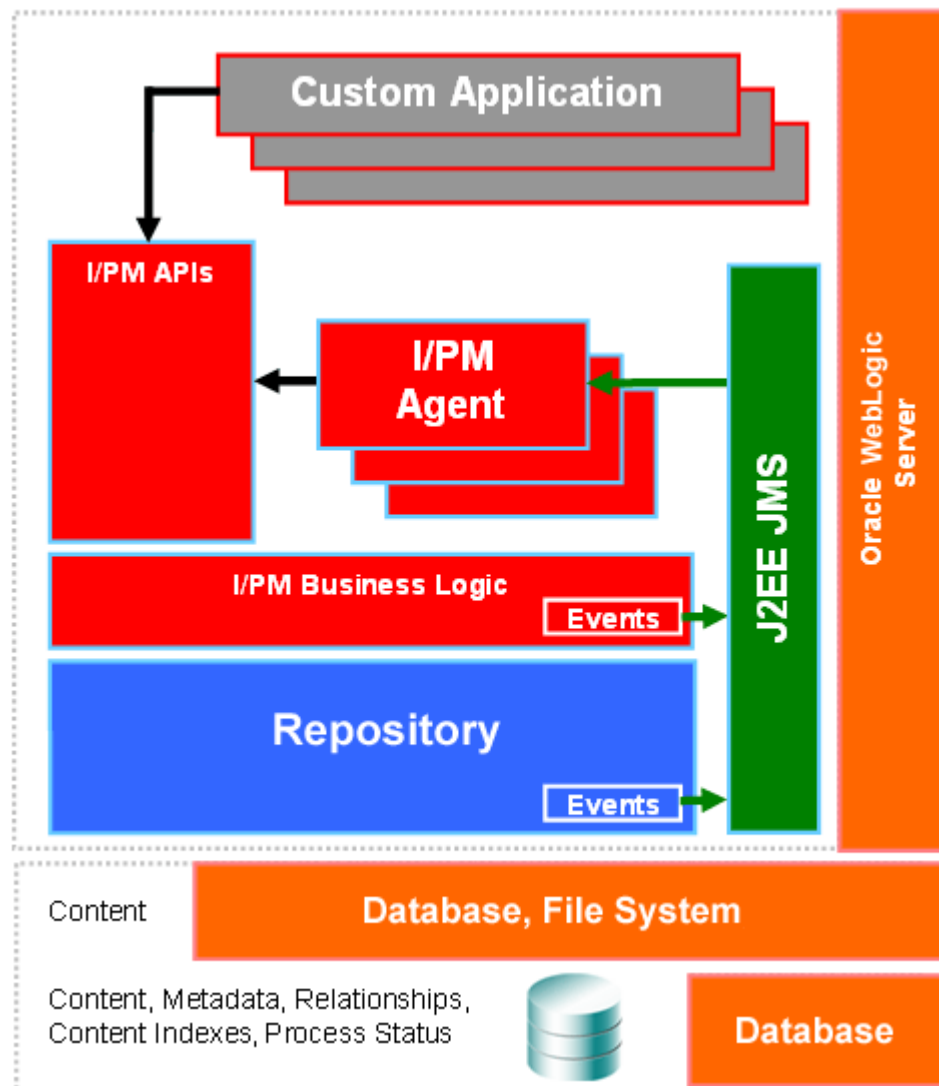 Custom Application
I/PM APIs
I/PM
Agent
J2EE JMS
Oracle WebLogic
Server
I/PM Business Logic
Events
Repository
Events
Content
Database, File System
Content, Metadata, Relationships,
Content Indexes, Process Status
Database